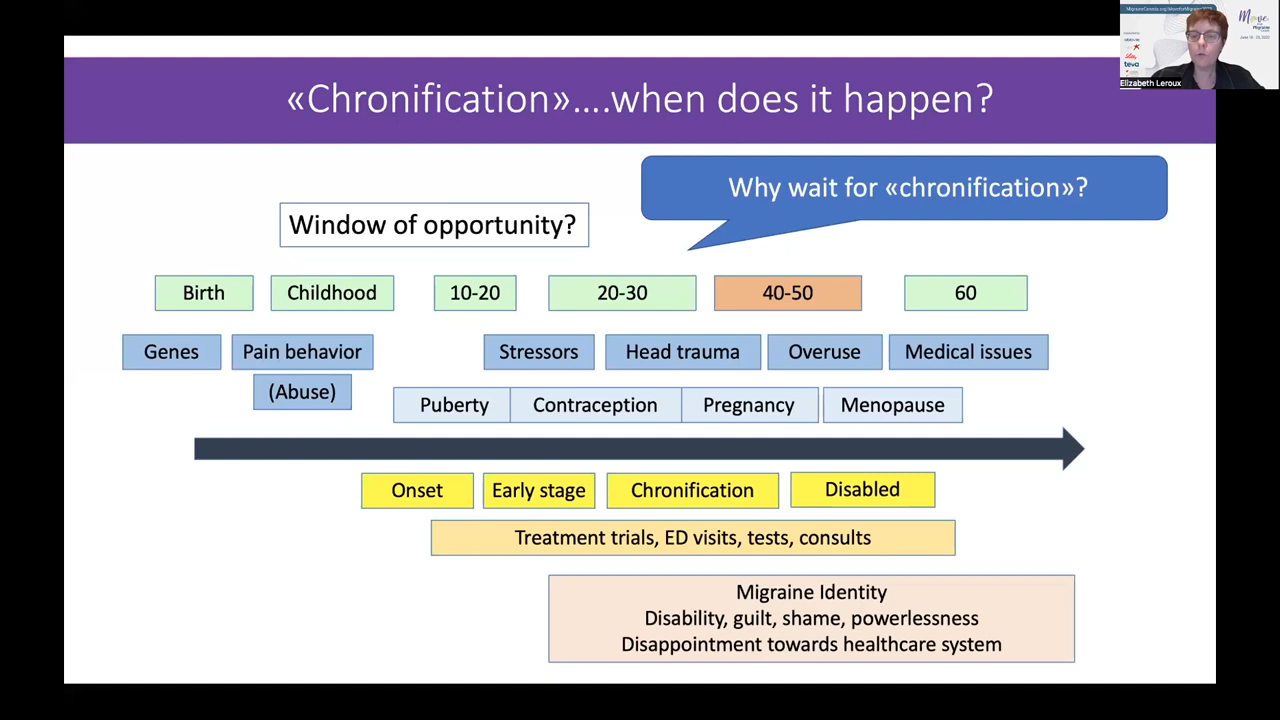 «Chronification»....when does it happen?
Why wait for «chronification»?
Window of opportunity?
Birth
Childhood
10-20
20-30
40-50
60
Genes
Pain behavior
Stressors
Head trauma
Overuse
Medical issues
(Abuse)
Puberty
Contraception
Pregnancy
Menopause
Onset
Early stage
Chronification
Disabled
Treatment trials, ED visits, tests, consults
Migraine Identity
Disability, guilt, shame, powerlessness
Disappointment towards healthcare system
Move
teva
Elizabeth Leroux